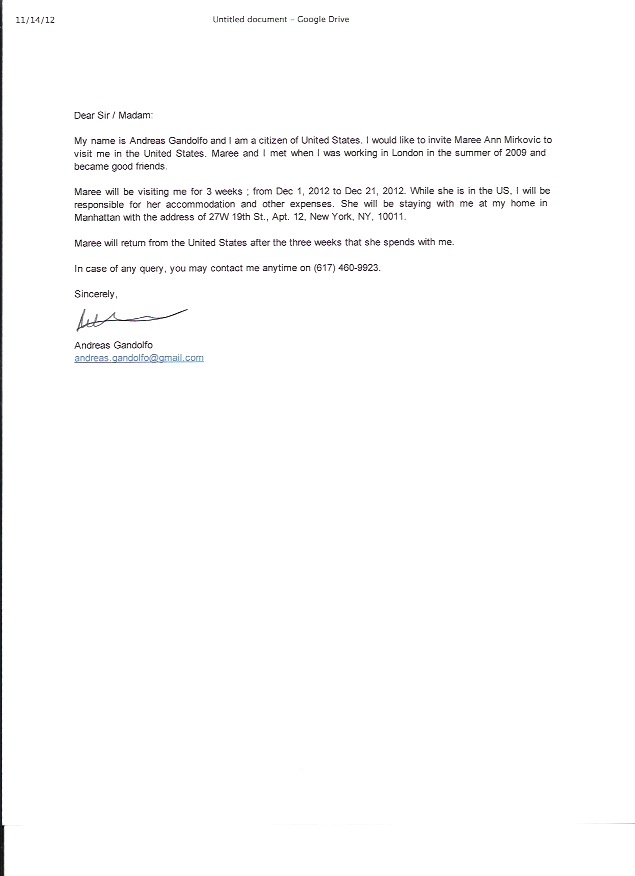 11/14/12 Untitled document – Google Drive
Dear Sir / Madam:
My name is Andreas Gandolfo and I am a citizen of United States. I would like to invite Maree Ann Mirkovic to
visit me in the United States. Maree and I met when I was working in London in the summer of 2009 and
became good friends.
Maree will be visiting me for 3 weeks ; from Dec 1, 2012 to Dec 21, 2012. While she is in the US, I will be
responsible for her accommodation and other expenses. She will be staying with me at my home in
Manhattan with the address of 27W 19th St., Apt. 12, New York, NY, 10011.
Maree will return from the United States after the three weeks that she spends with me.
In case of any query, you may contact me anytime on (617) 460-9923.
Sincerely,
Andreas Gandolfo
andreas.gandolfo@gmail.com